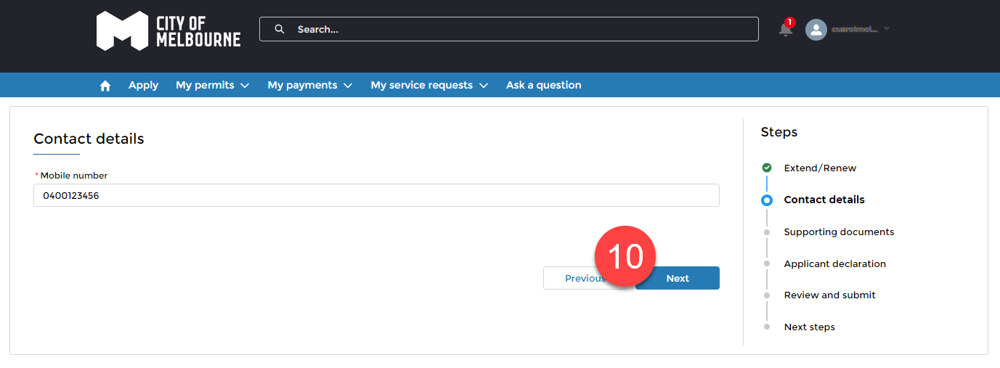 CITY OF
MELBOURNE
Search...
1
Apply
My permits
My payments
My service requests
Ask a question
Contact details
* Mobile number
0400123456
Previous
10
Next
Steps
Extend/Renew
Contact details
Supporting documents
Applicant declaration
Review and submit
Next steps